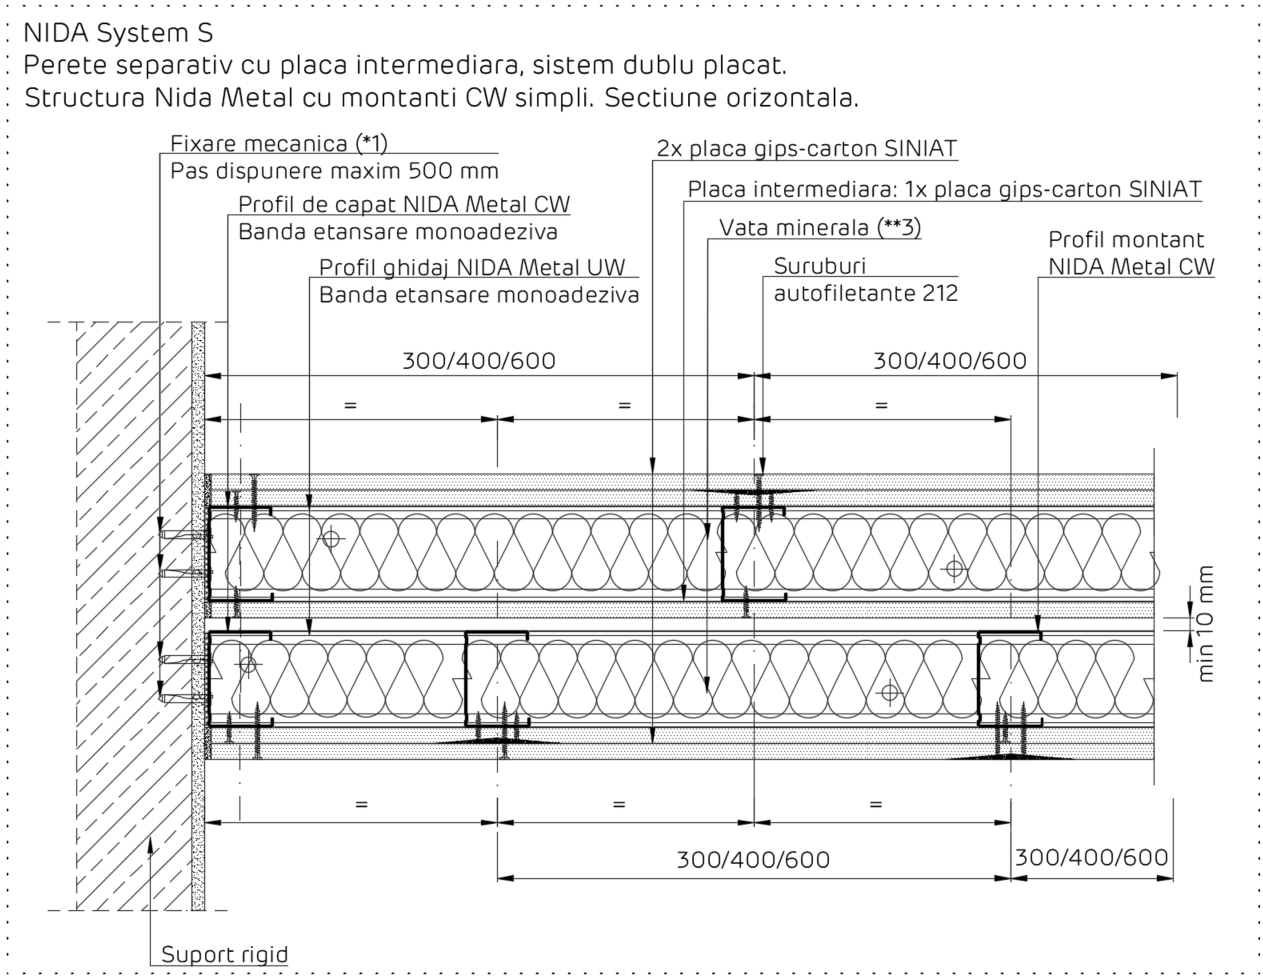 NIDA System S
Perete separativ cu placa intermediara, sistem dublu placat.
Structura Nida Metal cu montanti CW simpli. Sectiune orizontala.
Fixare mecanica (*1)
Pas dispunere maxim 500 mm
2x placa gips-carton SINIAT
Placa intermediara: 1x placa gips-carton SINIAT
Profil de capat NIDA Metal CW
Banda etansare monoadeziva
Vata minerala (**3)
Profil montant
NIDA Metal CW
Profil ghidaj NIDA Metal UW
Banda etansare monoadeziva
Suruburi
autofiletante 212
300/400/600
300/400/600
=
=
=
min 10 mm
=
=
=
300/400/600
300/400/600
Suport rigid